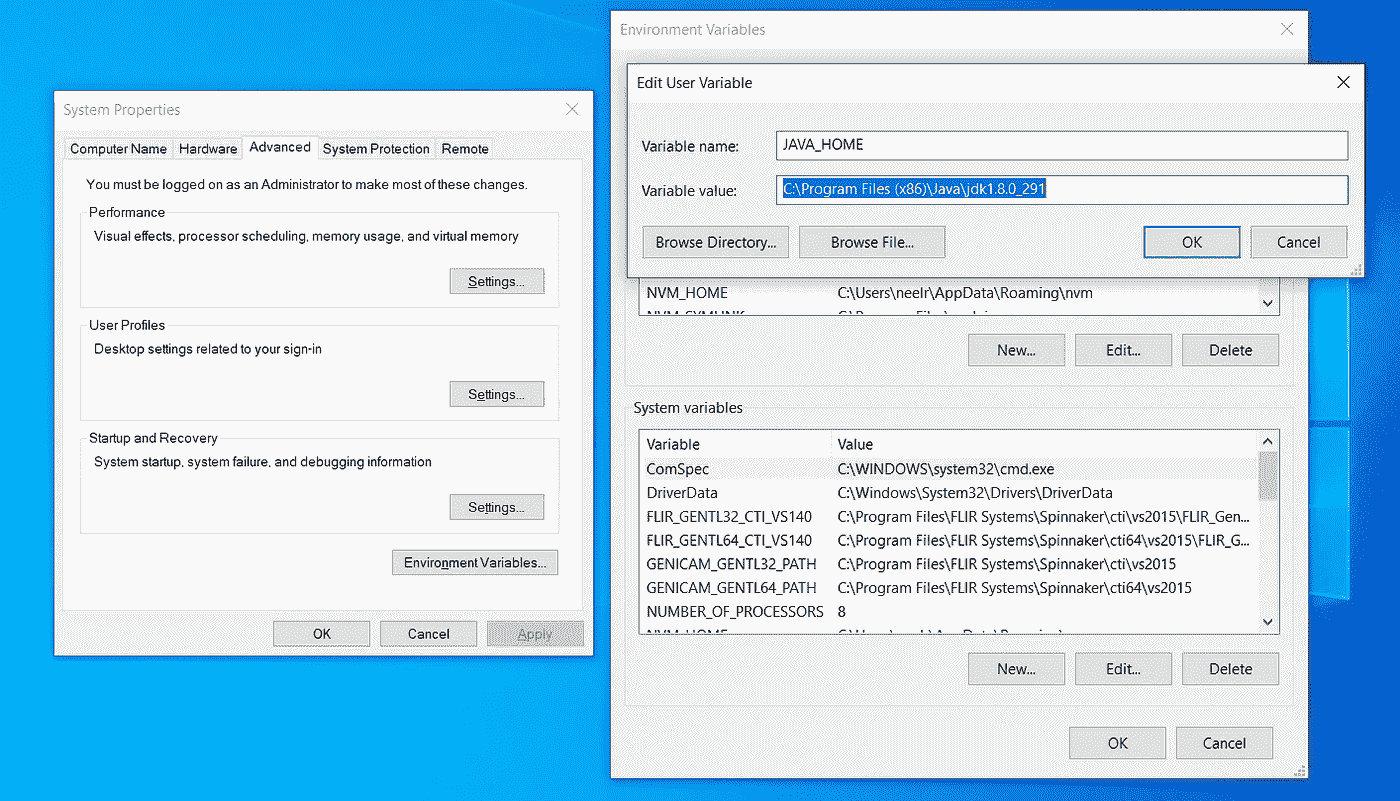 System Properties
Computer Name Hardware Advanced System Protection Remote
You must be logged on as an Administrator to make most of these changes.
Performance
Visual effects, processor scheduling, memory usage, and virtual memory
Settings...
User Profiles
Desktop settings related to your sign-in
Settings...
Startup and Recovery
System startup, system failure, and debugging information
Settings...
Environment Variables...
OK Cancel Apply
Environment Variables
Edit User Variable
Variable name: JAVA_HOME
Variable value: C:\Program Files (x86)\Java\jdk1.8.0_291
Browse Directory... Browse File... OK Cancel
NVM_HOME C:\Users\neelr\AppData\Roaming\nvm
New... Edit... Delete
System variables
Variable Value
ComSpec C:\WINDOWS\system32\cmd.exe
DriverData C:\Windows\System32\Drivers\DriverData
FLIR_GENTL32_CTI_VS140 C:\Program Files\FLIR Systems\Spinnaker\cti\vs2015\FLIR_Gen...
FLIR_GENTL64_CTI_VS140 C:\Program Files\FLIR Systems\Spinnaker\cti64\vs2015\FLIR_G...
GENICAM_GENTL32_PATH C:\Program Files\FLIR Systems\Spinnaker\cti\vs2015
GENICAM_GENTL64_PATH C:\Program Files\FLIR Systems\Spinnaker\cti64\vs2015
NUMBER_OF_PROCESSORS 8
New... Edit... Delete
OK Cancel